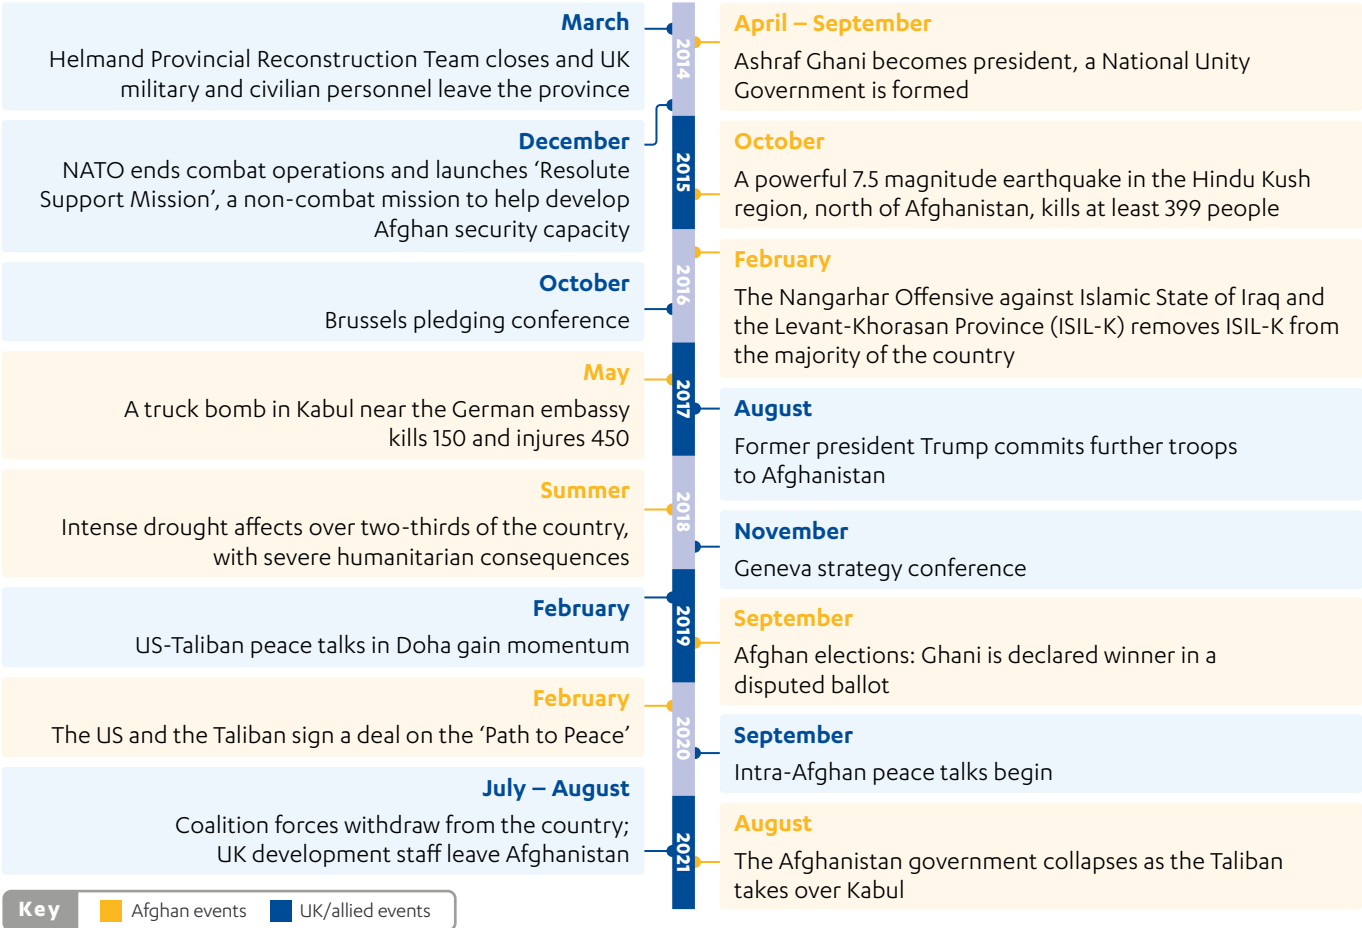 March
Helmand Provincial Reconstruction Team closes and UK
military and civilian personnel leave the province
2014
April – September
Ashraf Ghani becomes president, a National Unity
Government is formed
December
NATO ends combat operations and launches ‘Resolute
Support Mission’, a non-combat mission to help develop
Afghan security capacity
2015
October
A powerful 7.5 magnitude earthquake in the Hindu Kush
region, north of Afghanistan, kills at least 399 people
October
Brussels pledging conference
2016
February
The Nangarhar Offensive against Islamic State of Iraq and
the Levant-Khorasan Province (ISIL-K) removes ISIL-K from
the majority of the country
May
A truck bomb in Kabul near the German embassy
kills 150 and injures 450
2017
August
Former president Trump commits further troops
to Afghanistan
Summer
Intense drought affects over two-thirds of the country,
with severe humanitarian consequences
2018
November
Geneva strategy conference
February
US-Taliban peace talks in Doha gain momentum
2019
September
Afghan elections: Ghani is declared winner in a
disputed ballot
February
The US and the Taliban sign a deal on the ‘Path to Peace’
2020
September
Intra-Afghan peace talks begin
July – August
Coalition forces withdraw from the country;
UK development staff leave Afghanistan
2021
August
The Afghanistan government collapses as the Taliban
takes over Kabul
Key
Afghan events
UK/allied events